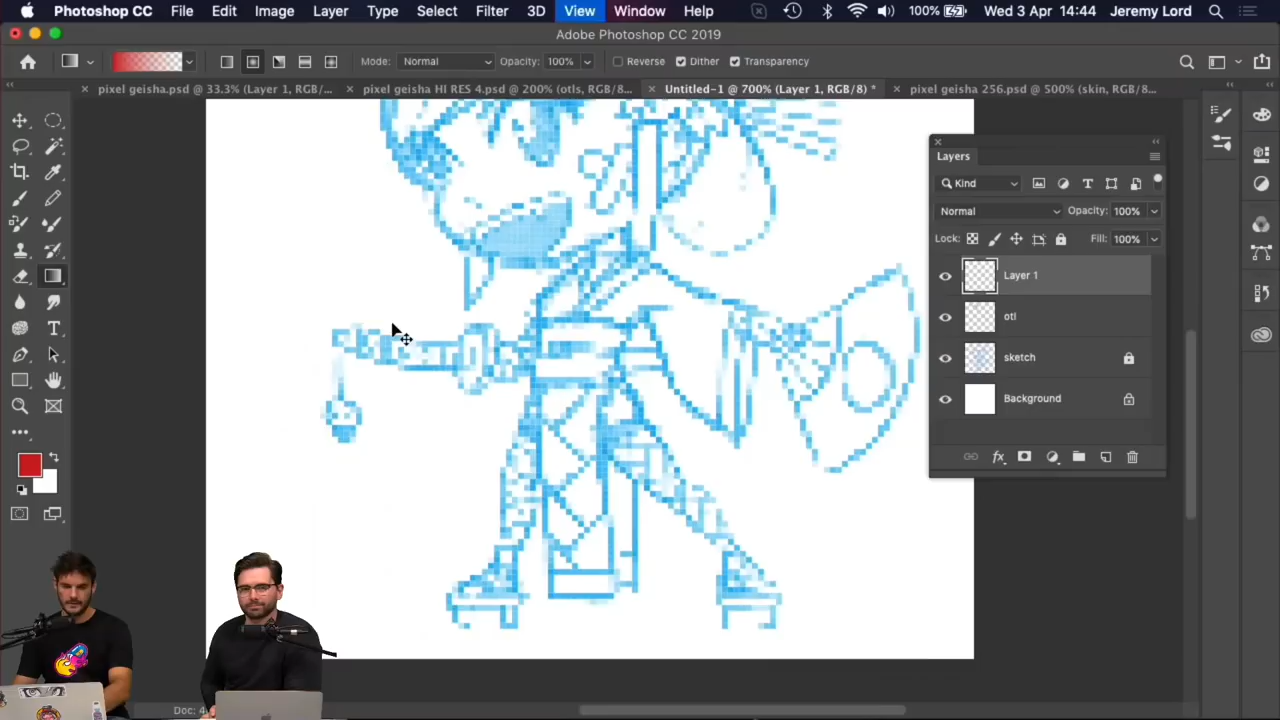 Photoshop CC File Edit Image Layer Type Select Filter 3D View Window Help 100% Wed 3 Apr 14:44 Jeremy Lord
Adobe Photoshop CC 2019
Mode: Normal Opacity: 100% Reverse Dither Transparency
pixel geisha.psd @ 33.3% (Layer 1, RGB/... pixel geisha HI RES 4.psd @ 200% (otls, RGB/8... Untitled-1 @ 700% (Layer 1, RGB/8) * pixel geisha 256.psd @ 500% (skin, RGB/8...
Layers
Kind
Normal Opacity: 100%
Lock: Fill: 100%
Layer 1
otl
sketch
Background
fx
Doc: 4